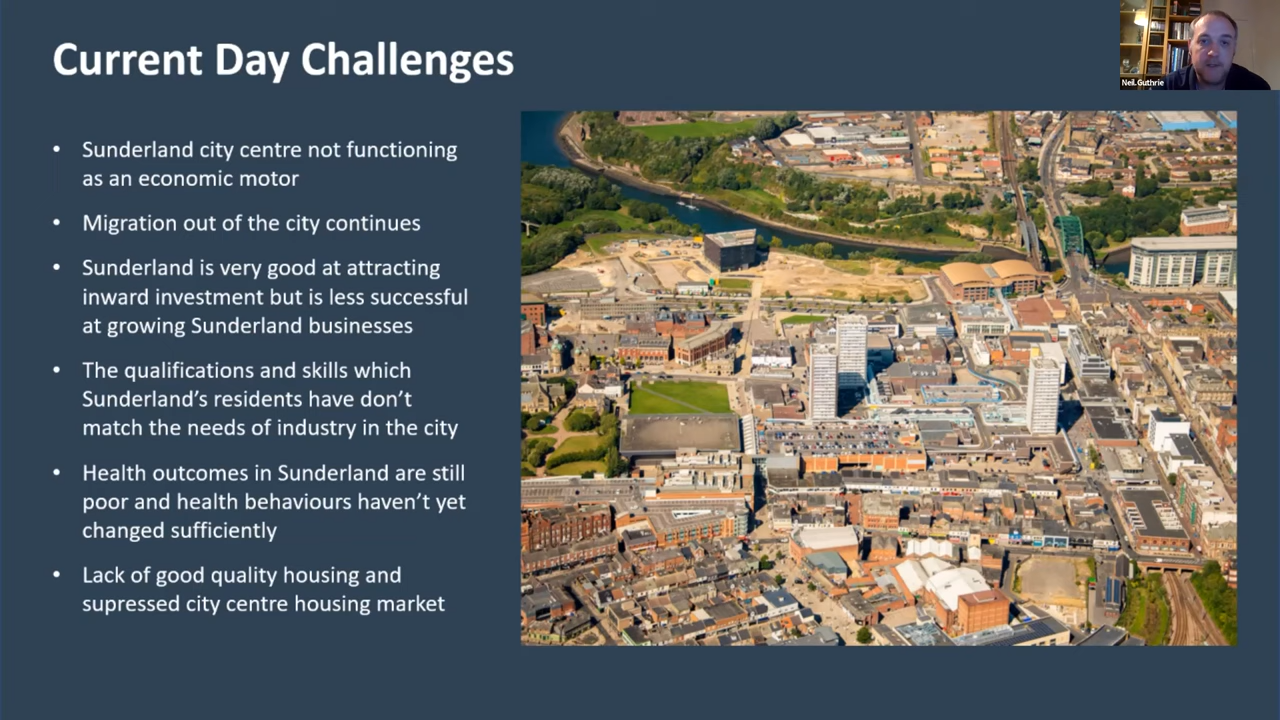 Current Day Challenges
Neil Guthrie
• Sunderland city centre not functioning
as an economic motor
• Migration out of the city continues
• Sunderland is very good at attracting
inward investment but is less successful
at growing Sunderland businesses
• The qualifications and skills which
Sunderland’s residents have don’t
match the needs of industry in the city
• Health outcomes in Sunderland are still
poor and health behaviours haven’t yet
changed sufficiently
• Lack of good quality housing and
supressed city centre housing market